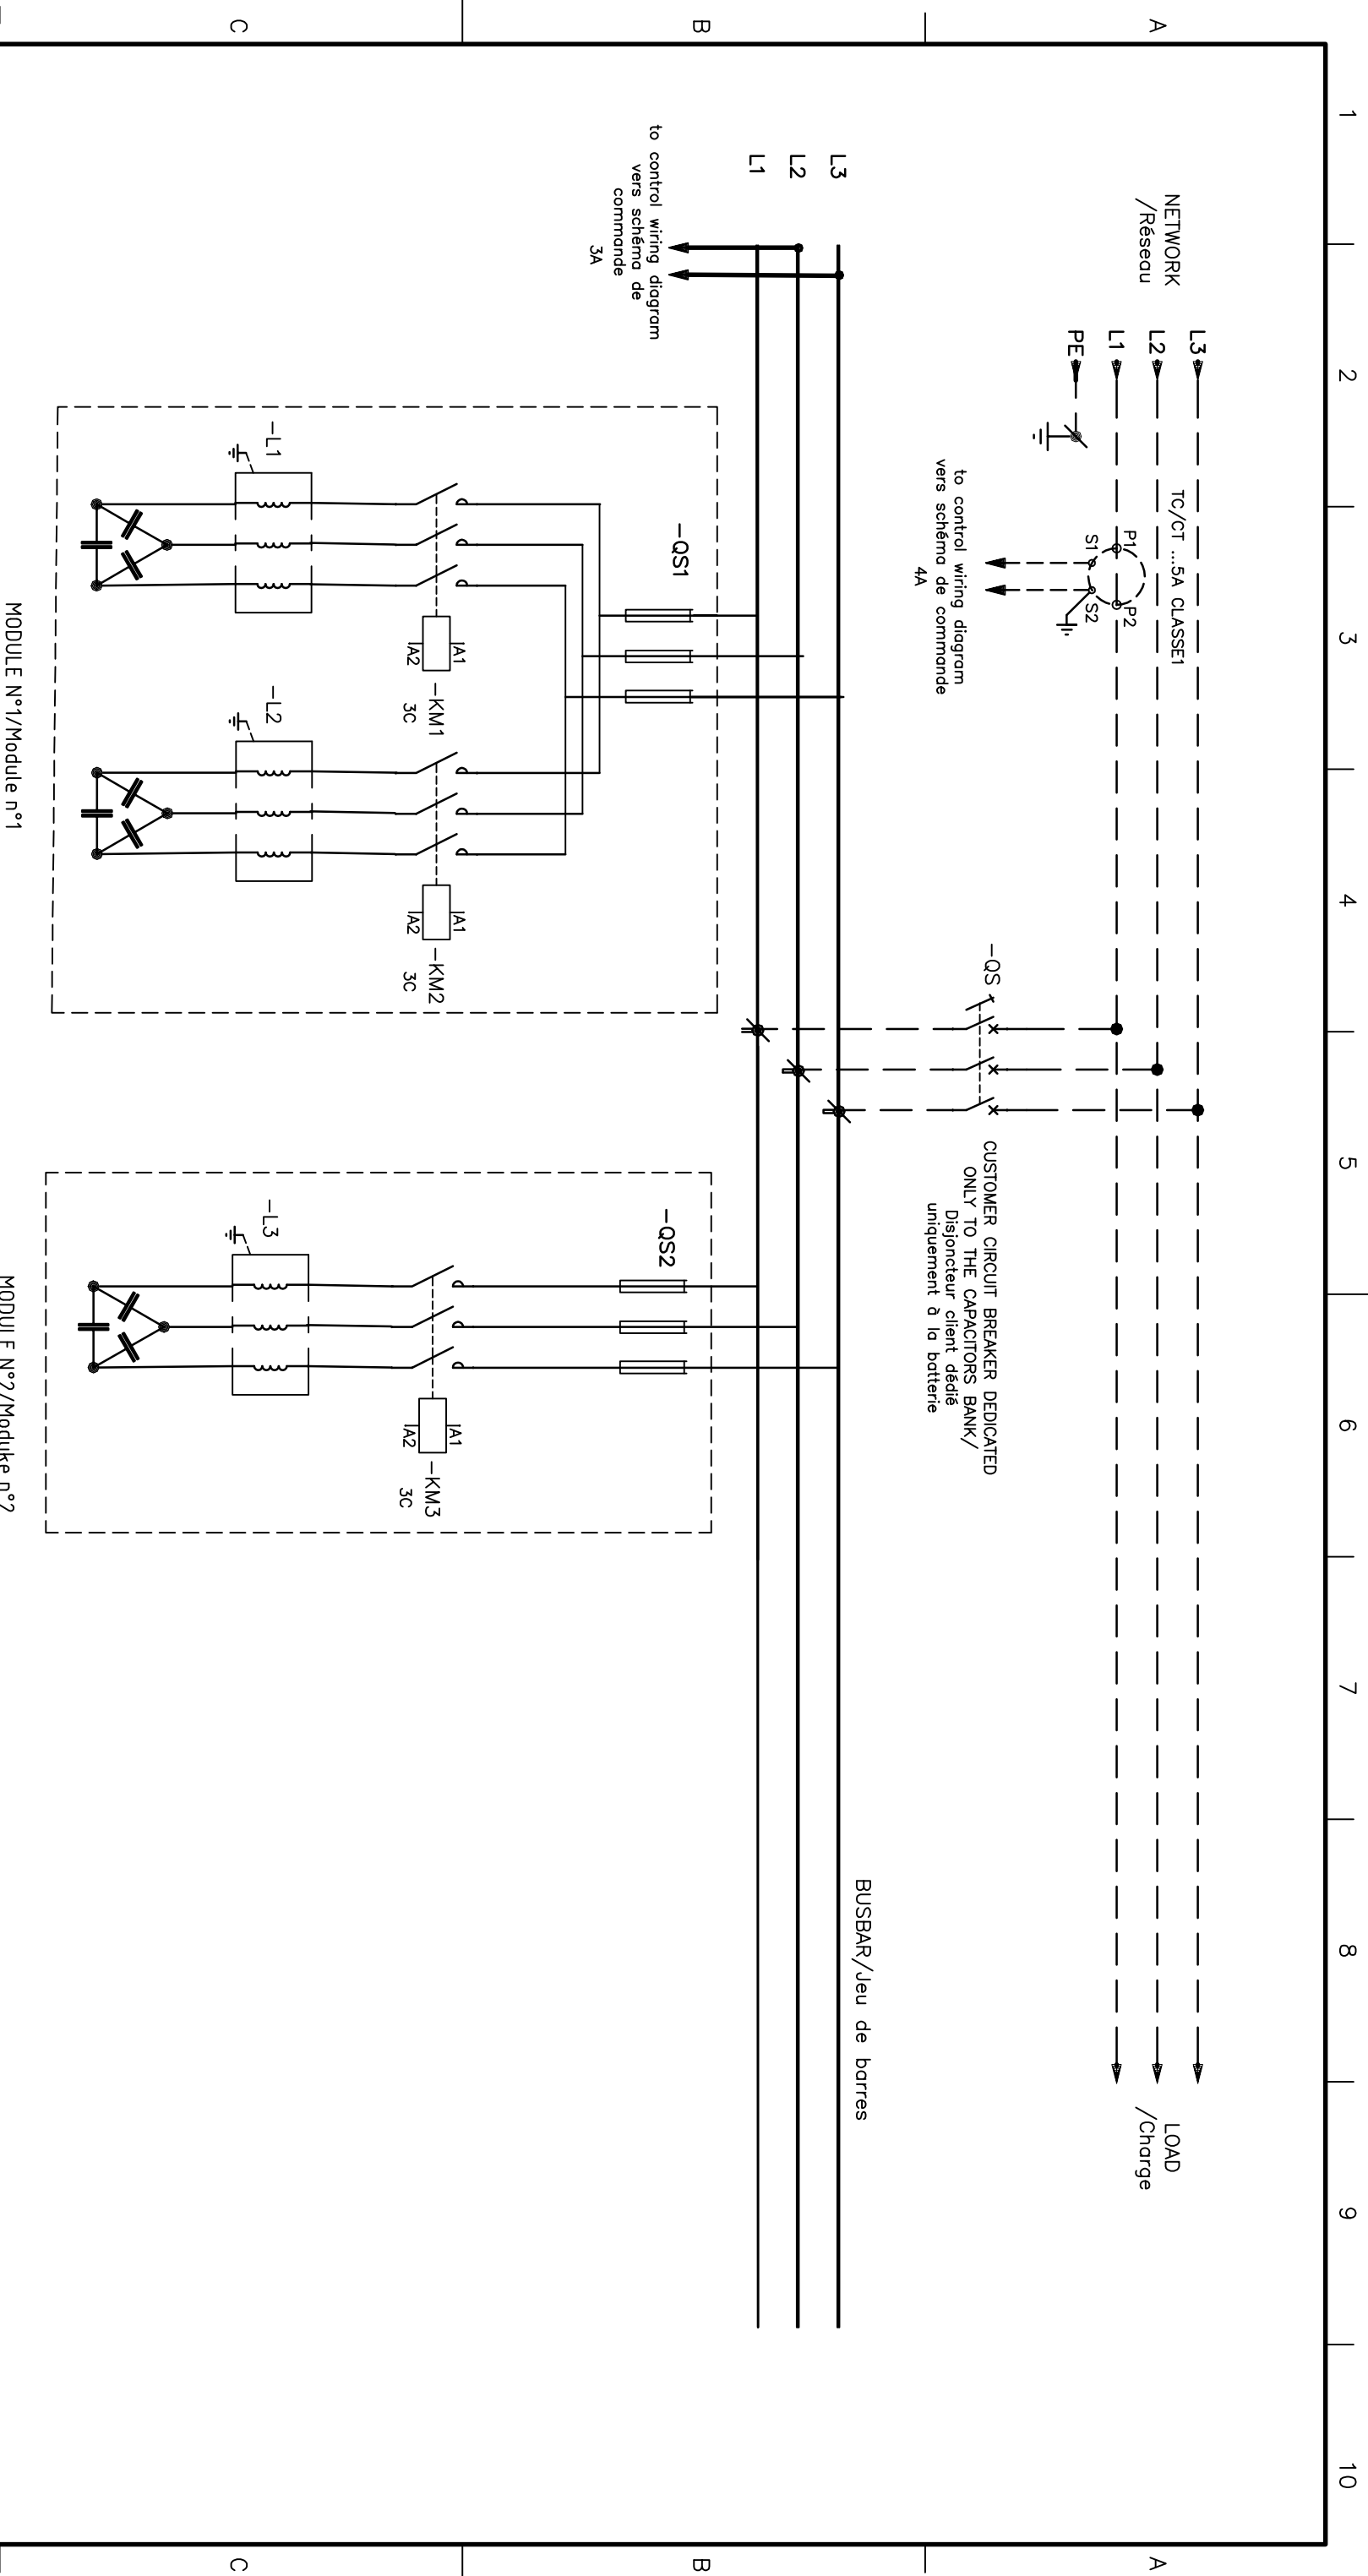 1
2
3
4
5
6
7
8
9
10
A
A
NETWORK
/Réseau
L3
L2
L1
PE
TC/CT ...5A CLASSE1
P1
P2
S1
S2
to control wiring diagram
vers schéma de commande
4A
LOAD
/Charge
-QS
CUSTOMER CIRCUIT BREAKER DEDICATED
ONLY TO THE CAPACITORS BANK/
Disjoncteur client dédié
uniquement à la batterie
BUSBAR/Jeu de barres
L3
L2
L1
B
B
to control wiring diagram
vers schéma de
commande
3A
-QS1
-QS2
A1
A2
-KM1
3C
A1
A2
-KM2
3C
A1
A2
-KM3
3C
C
C
-L1
-L2
-L3
MODULE N°1/Module n°1
MODULE N°2/Moduke n°2